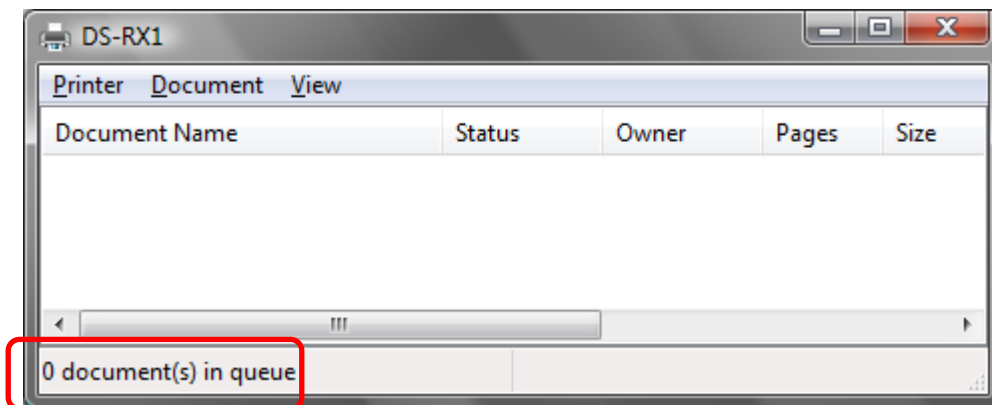 DS-RX1
Printer Document View
Document Name Status Owner Pages Size
0 document(s) in queue